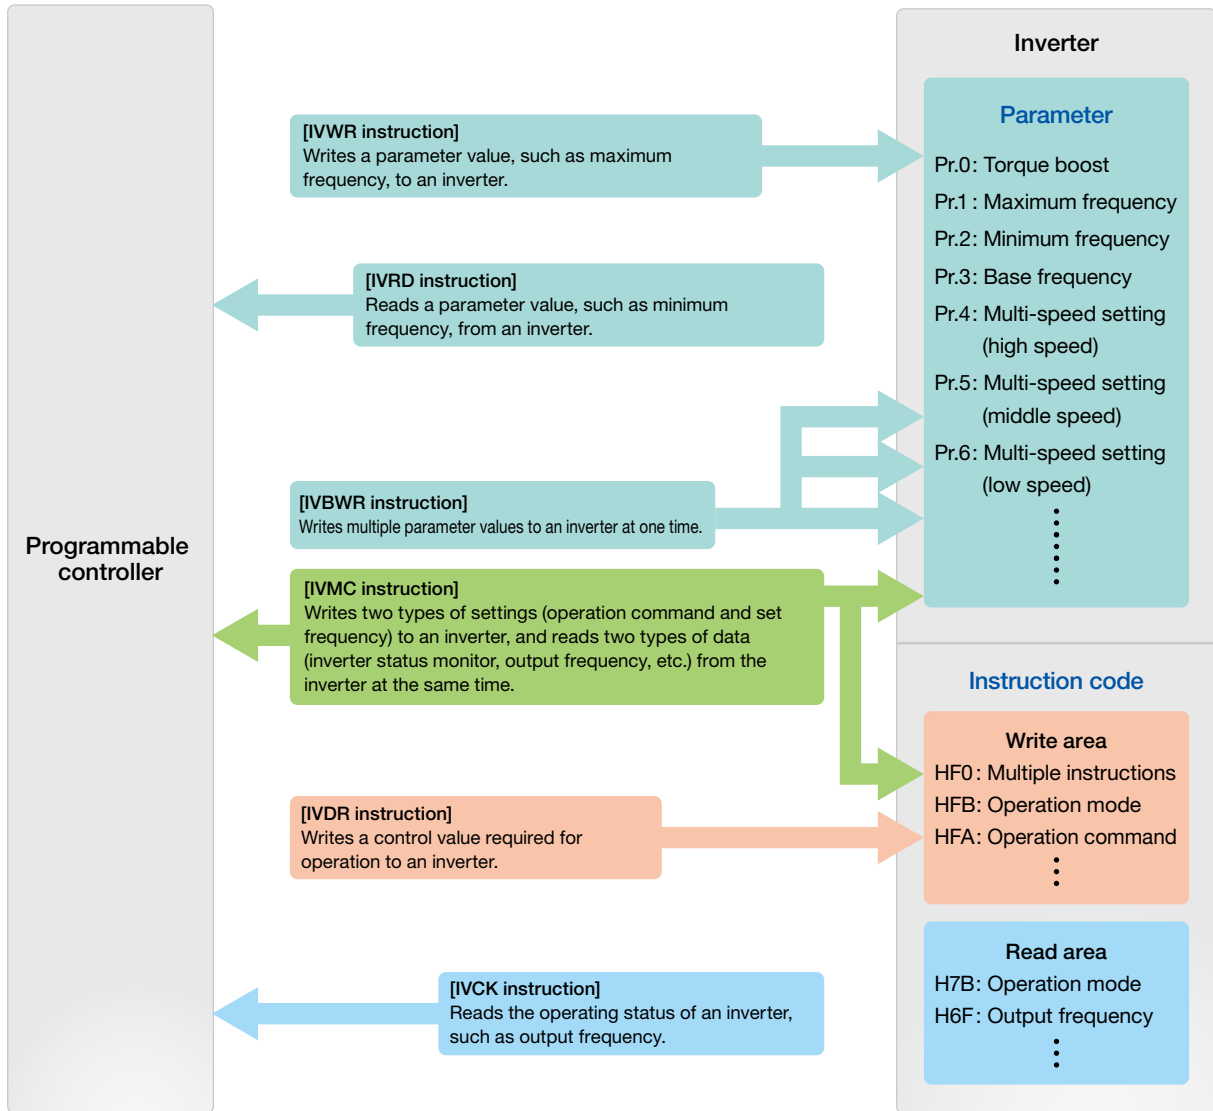 Programmable
controller
[IVWR instruction]
Writes a parameter value, such as maximum
frequency, to an inverter.
[IVRD instruction]
Reads a parameter value, such as minimum
frequency, from an inverter.
[IVBWR instruction]
Writes multiple parameter values to an inverter at one time.
[IVMC instruction]
Writes two types of settings (operation command and set
frequency) to an inverter, and reads two types of data
(inverter status monitor, output frequency, etc.) from the
inverter at the same time.
[IVDR instruction]
Writes a control value required for
operation to an inverter.
[IVCK instruction]
Reads the operating status of an inverter,
such as output frequency.
Inverter
Parameter
Pr.0: Torque boost
Pr.1: Maximum frequency
Pr.2: Minimum frequency
Pr.3: Base frequency
Pr.4: Multi-speed setting
(high speed)
Pr.5: Multi-speed setting
(middle speed)
Pr.6: Multi-speed setting
(low speed)
Instruction code
Write area
HF0: Multiple instructions
HFB: Operation mode
HFA: Operation command
Read area
H7B: Operation mode
H6F: Output frequency